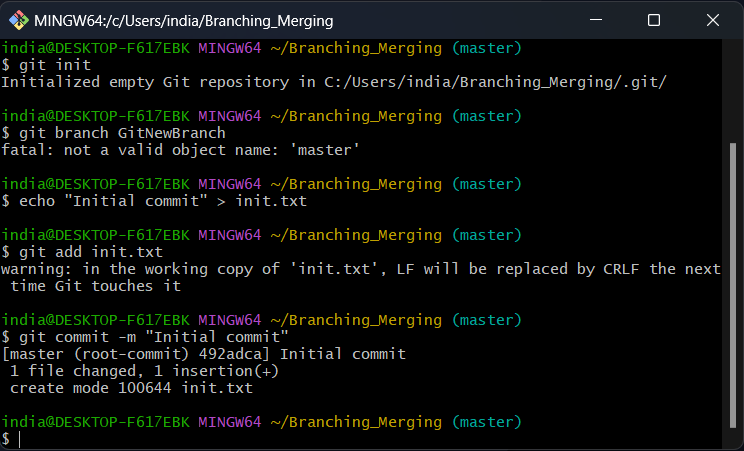 MINGW64:/c/Users/india/Branching_Merging
india@DESKTOP-F617EBK MINGW64 ~/Branching_Merging (master)
$ git init
Initialized empty Git repository in C:/Users/india/Branching_Merging/.git/
india@DESKTOP-F617EBK MINGW64 ~/Branching_Merging (master)
$ git branch GitNewBranch
fatal: not a valid object name: 'master'
india@DESKTOP-F617EBK MINGW64 ~/Branching_Merging (master)
$ echo "Initial commit" > init.txt
india@DESKTOP-F617EBK MINGW64 ~/Branching_Merging (master)
$ git add init.txt
warning: in the working copy of 'init.txt', LF will be replaced by CRLF the next
 time Git touches it
india@DESKTOP-F617EBK MINGW64 ~/Branching_Merging (master)
$ git commit -m "Initial commit"
[master (root-commit) 492adca] Initial commit
 1 file changed, 1 insertion(+)
 create mode 100644 init.txt
india@DESKTOP-F617EBK MINGW64 ~/Branching_Merging (master)
$